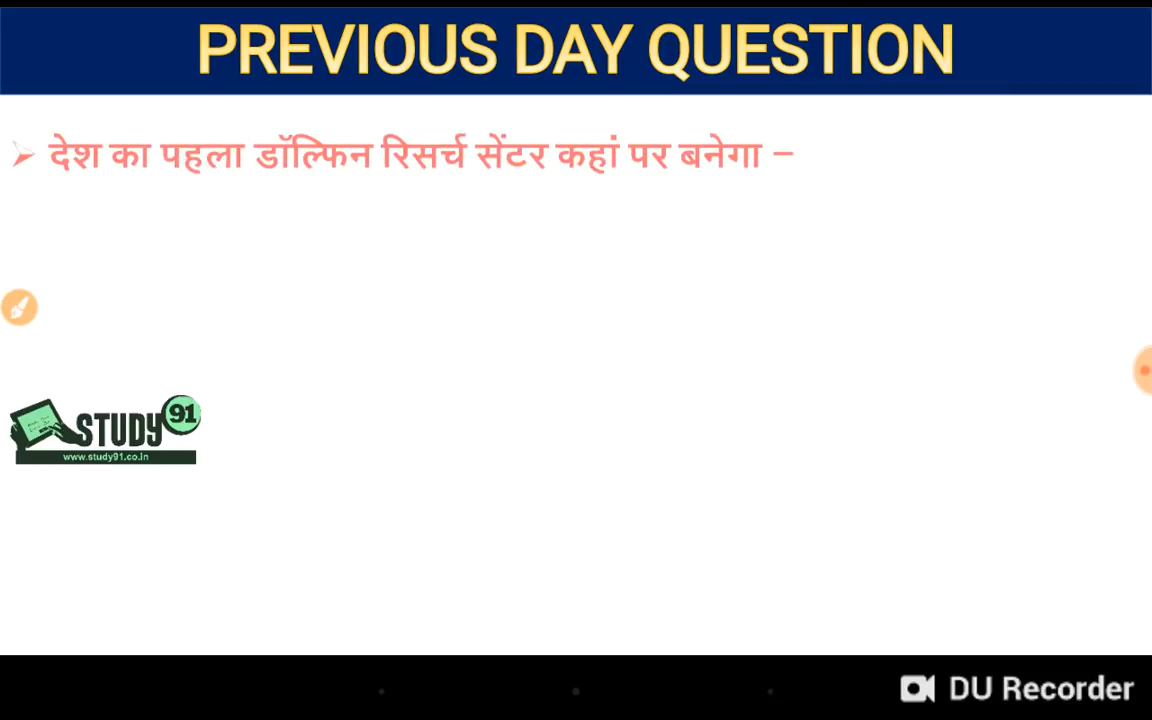 PREVIOUS DAY QUESTION
➢ देश का पहला डॉल्फिन रिसर्च सेंटर कहां पर बनेगा –
STUDY 91
www.study91.co.in
DU Recorder